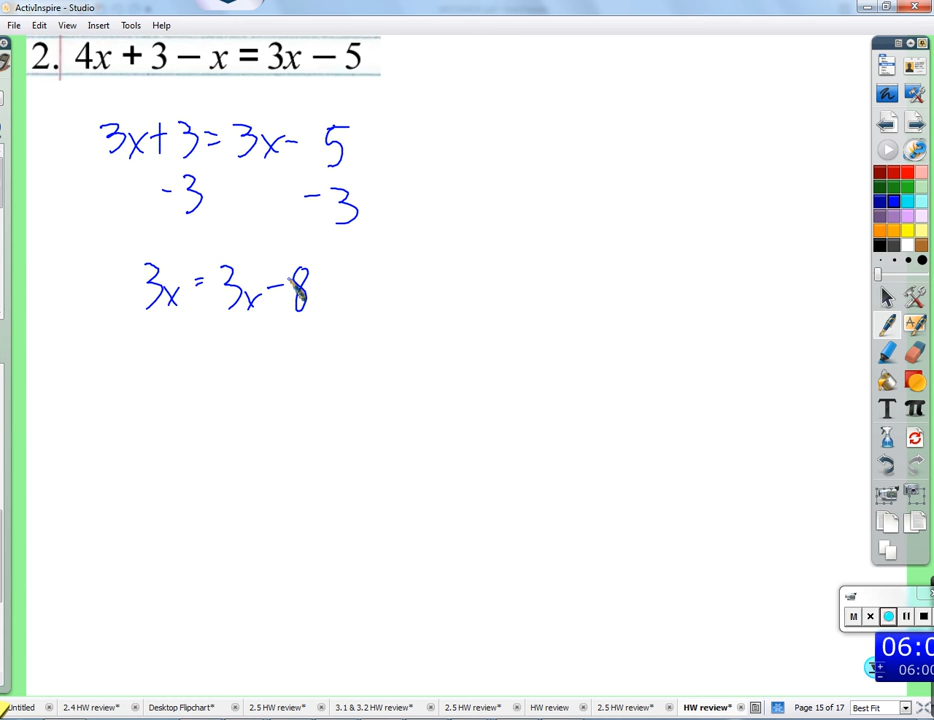 ActivInspire - Studio
File Edit View Insert Tools Help
2. 4x + 3 − x = 3x − 5
3x + 3 = 3x - 5
- 3 - 3
3x = 3x - 8
M
06:0
06:00
Untitled 2.4 HW review* Desktop Flipchart* 2.5 HW review* 3.1 & 3.2 HW review* 2.5 HW review* HW review 2.5 HW review* HW review* Page 15 of 17 Best Fit